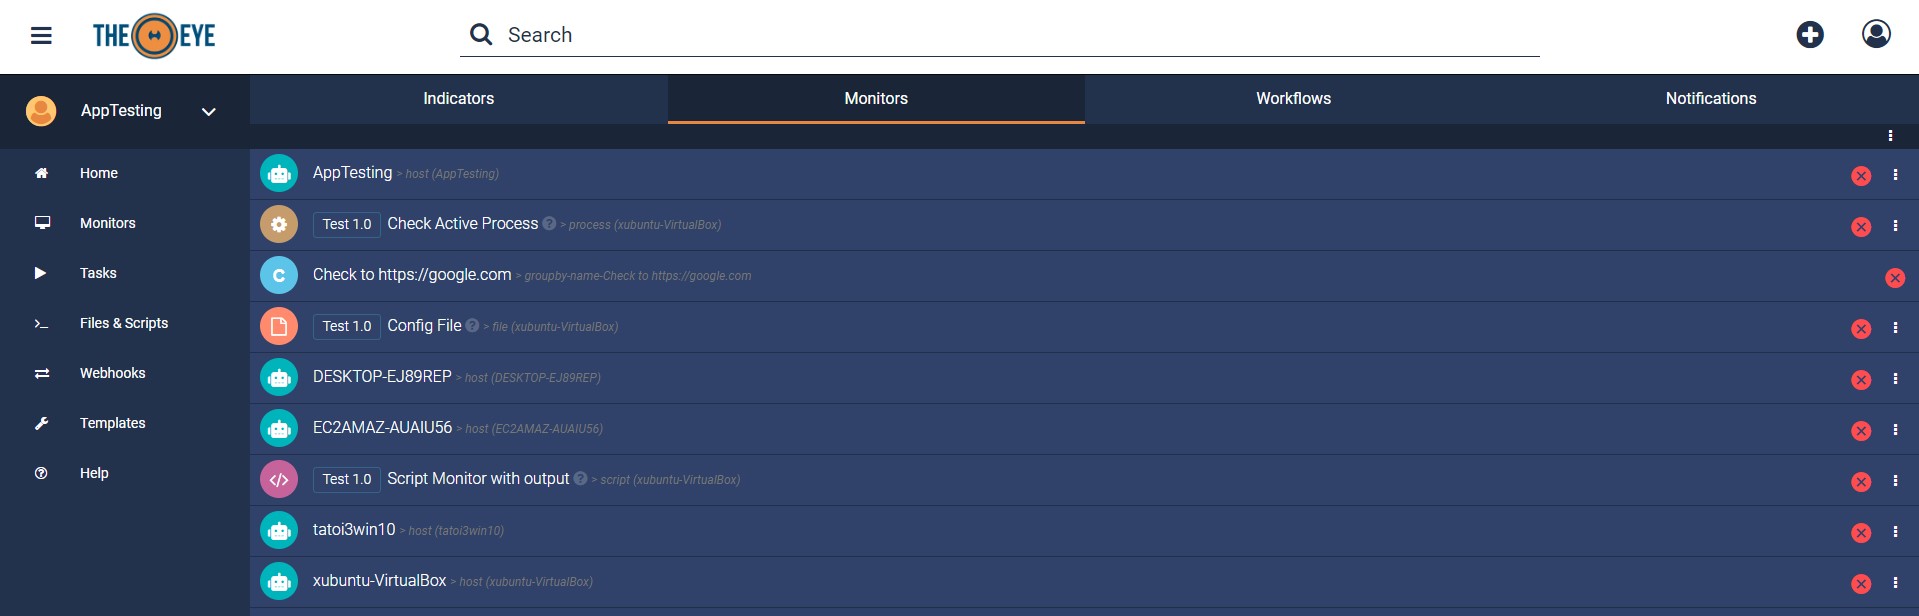 THE EYE
Search
AppTesting
Indicators
Monitors
Workflows
Notifications
Home
Monitors
Tasks
Files & Scripts
Webhooks
Templates
Help
AppTesting > host (AppTesting)
Test 1.0 Check Active Process ? > process (xubuntu-VirtualBox)
C Check to https://google.com > groupby-name-Check to https://google.com
Test 1.0 Config File ? > file (xubuntu-VirtualBox)
DESKTOP-EJ89REP > host (DESKTOP-EJ89REP)
EC2AMAZ-AUAIU56 > host (EC2AMAZ-AUAIU56)
</> Test 1.0 Script Monitor with output ? > script (xubuntu-VirtualBox)
tatoi3win10 > host (tatoi3win10)
xubuntu-VirtualBox > host (xubuntu-VirtualBox)